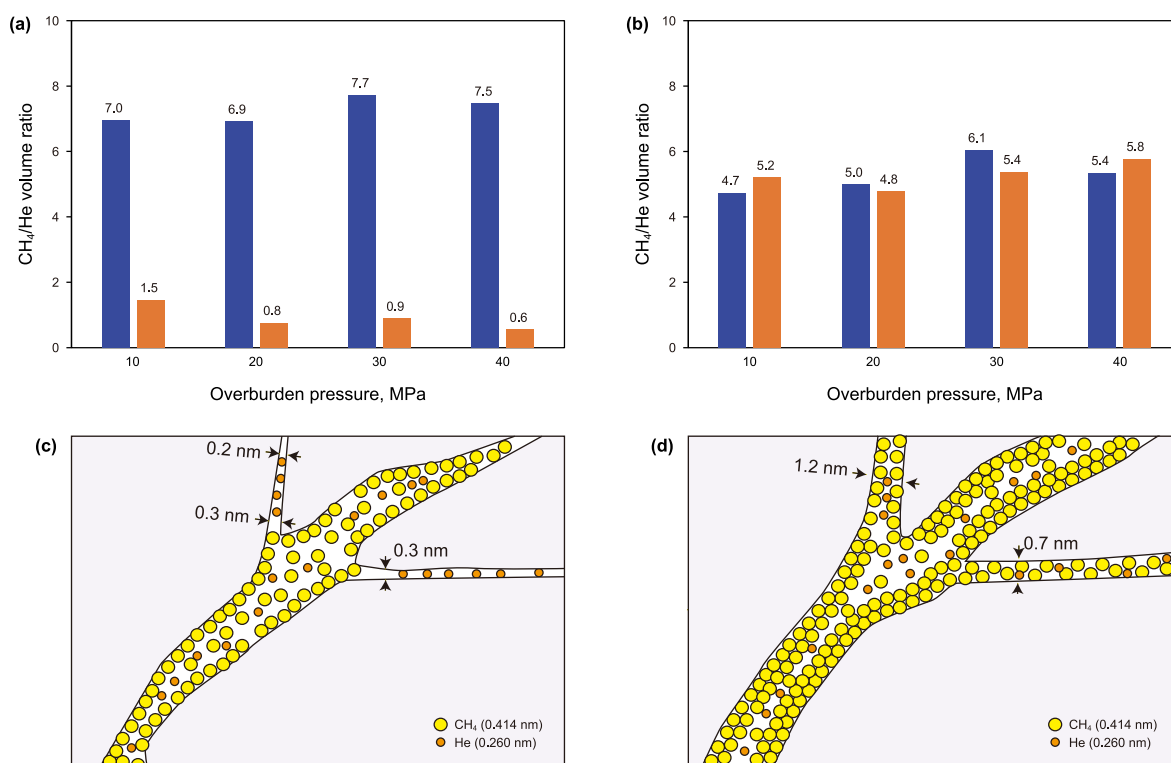 (a)
CH₄/He volume ratio
10
8
6
4
2
0
7.0
1.5
6.9
0.8
7.7
0.9
7.5
0.6
10
20
30
40
Overburden pressure, MPa
(b)
CH₄/He volume ratio
10
8
6
4
2
0
4.7
5.2
5.0
4.8
6.1
5.4
5.4
5.8
10
20
30
40
Overburden pressure, MPa
(c)
0.2 nm
0.3 nm
0.3 nm
CH₄ (0.414 nm)
He (0.260 nm)
(d)
1.2 nm
0.7 nm
CH₄ (0.414 nm)
He (0.260 nm)